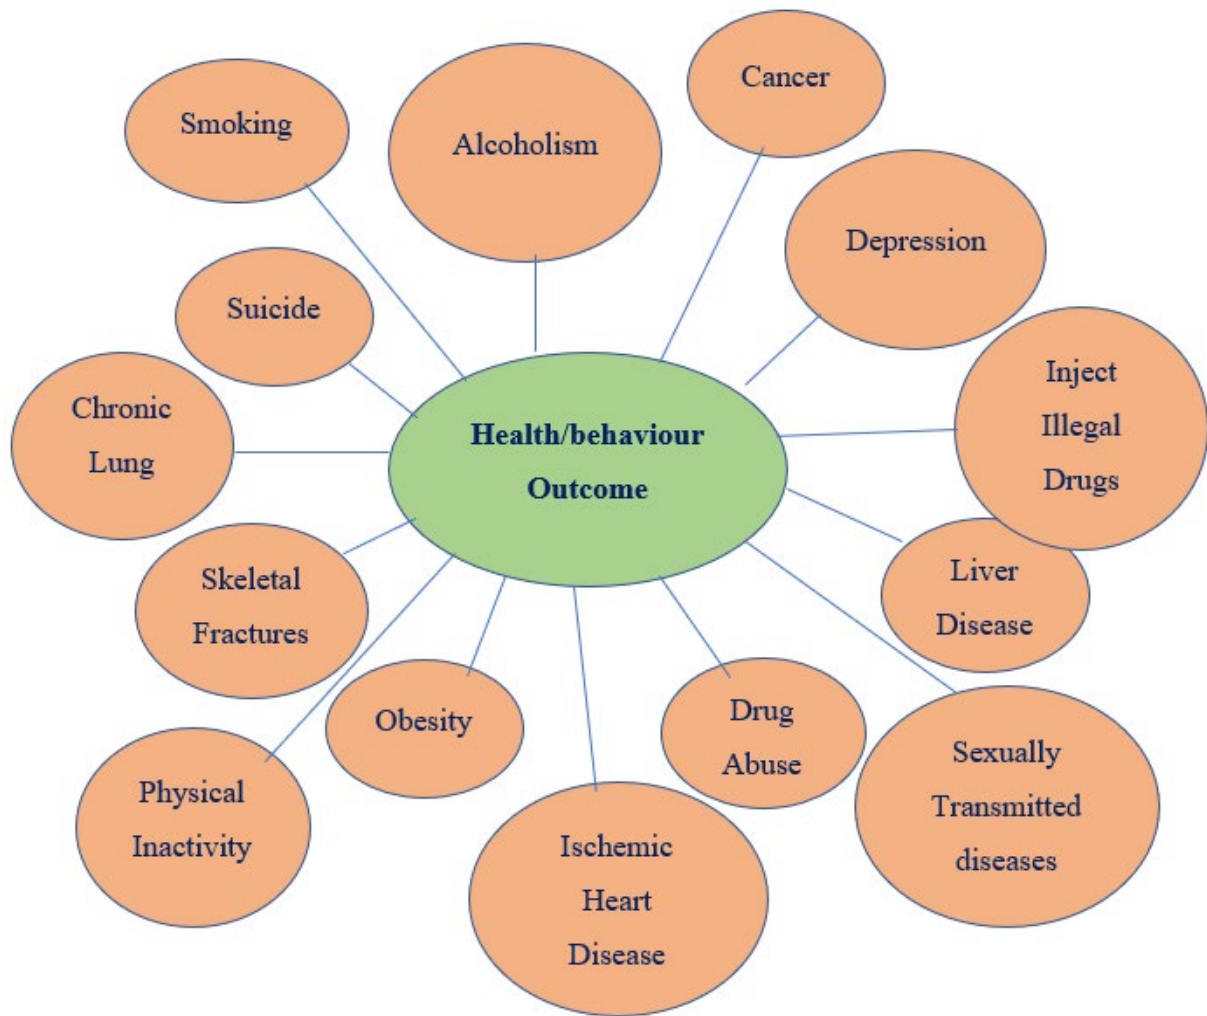 Cancer
Smoking
Alcoholism
Depression
Suicide
Inject
Illegal
Drugs
Chronic
Lung
Health/behaviour
Outcome
Liver
Disease
Skeletal
Fractures
Obesity
Drug
Abuse
Sexually
Transmitted
diseases
Physical
Inactivity
Ischemic
Heart
Disease